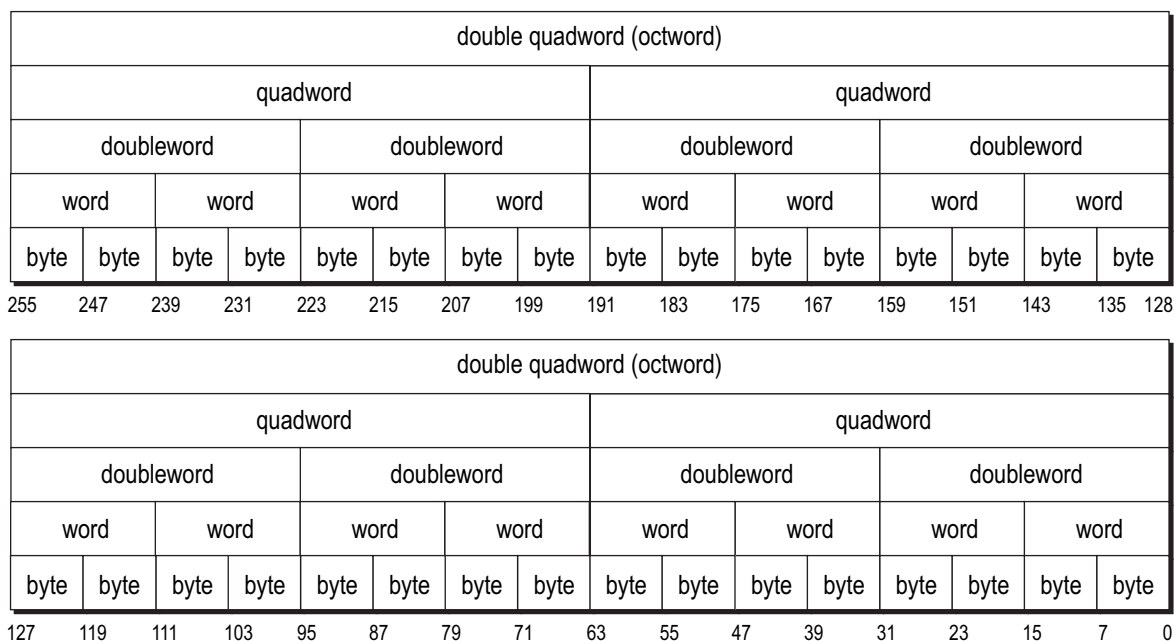 double quadword (octword)
quadword quadword
doubleword doubleword doubleword doubleword
word word word word word word word word
byte byte byte byte byte byte byte byte byte byte byte byte byte byte byte byte
255 247 239 231 223 215 207 199 191 183 175 167 159 151 143 135 128
double quadword (octword)
quadword quadword
doubleword doubleword doubleword doubleword
word word word word word word word word
byte byte byte byte byte byte byte byte byte byte byte byte byte byte byte byte
127 119 111 103 95 87 79 71 63 55 47 39 31 23 15 7 0